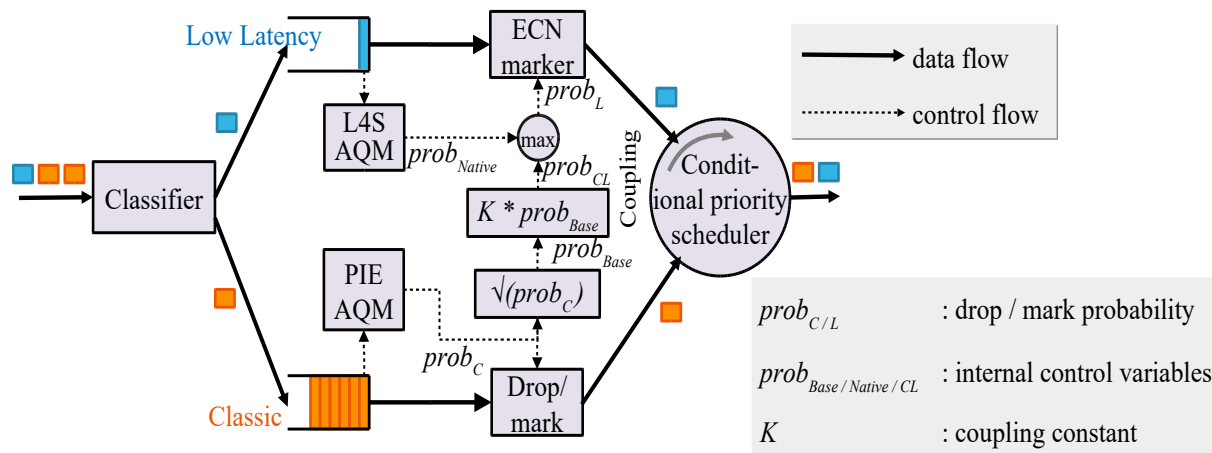 Low Latency
ECN
marker
data flow
control flow
prob_L
L4S
AQM
max
prob_Native
prob_CL
Coupling
Condit-
ional priority
scheduler
Classifier
K * prob_Base
prob_Base
PIE
AQM
√(prob_C)
prob_C
Classic
Drop/
mark
prob_C/L : drop / mark probability
prob_Base/Native/CL : internal control variables
K : coupling constant